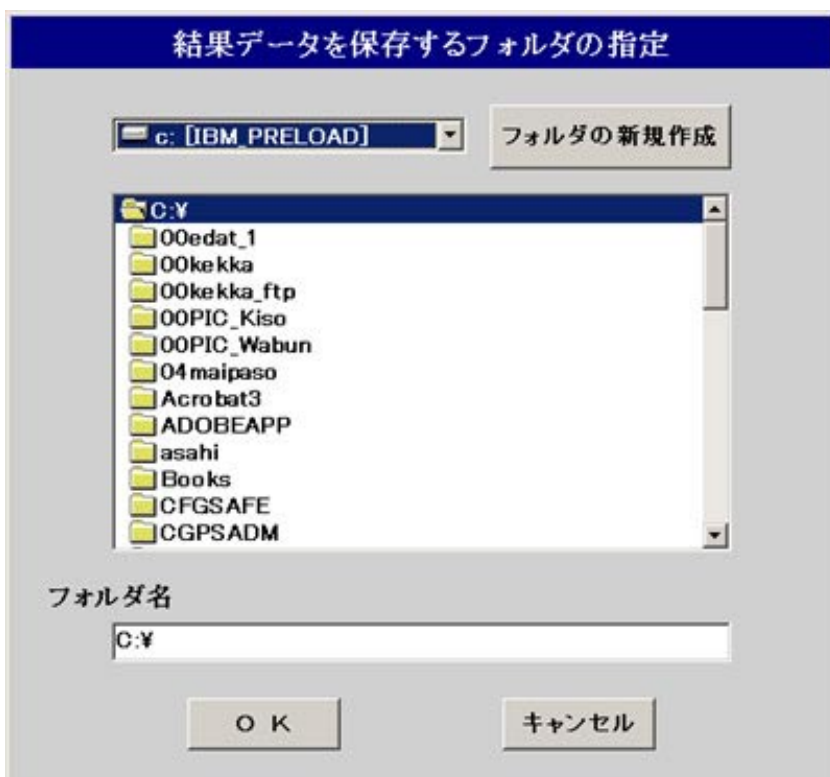 結果データを保存するフォルダの指定
c: [IBM_PRELOAD]
フォルダの新規作成
C:¥
00edat_1
00kekka
00kekka_ftp
00PIC_Kiso
00PIC_Wabun
04maipaso
Acrobat3
ADOBEAPP
asahi
Books
CFGSAFE
CGPSADM
フォルダ名
C:¥
ＯＫ
キャンセル